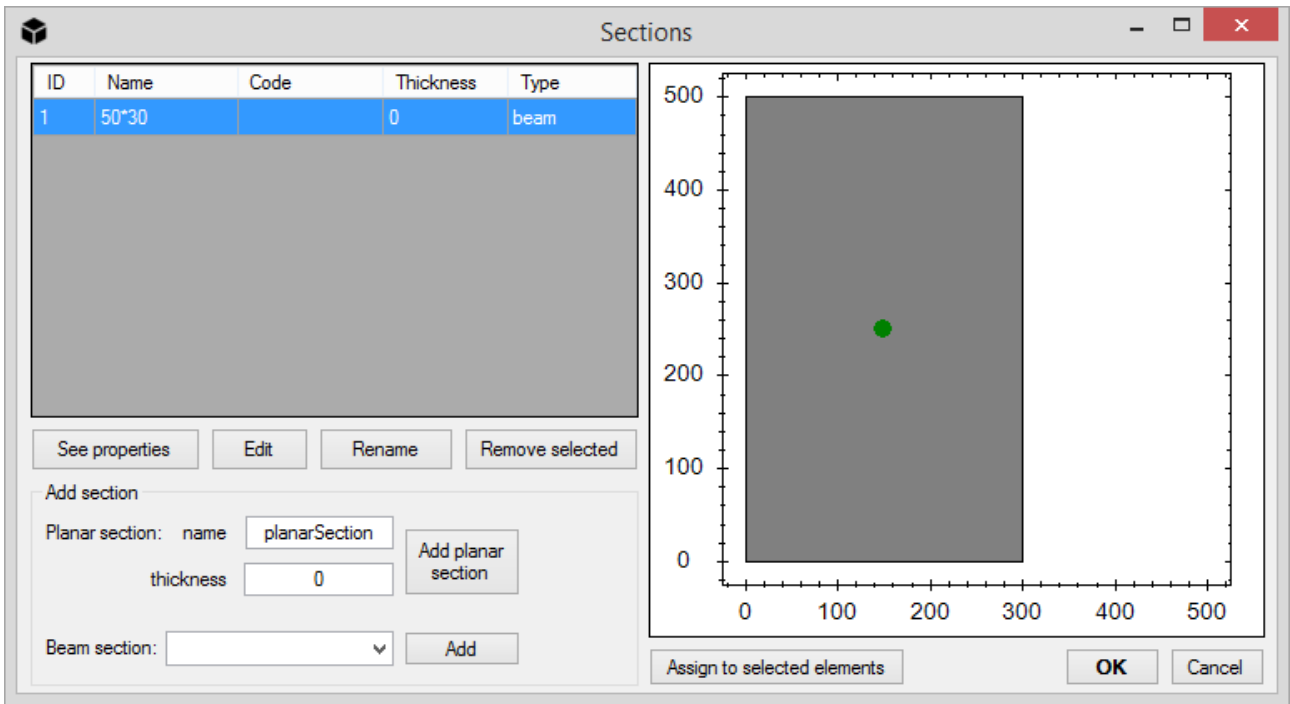 Sections
ID Name Code Thickness Type
1 50*30 0 beam
See properties Edit Rename Remove selected
Add section
Planar section: name planarSection
thickness 0
Add planar
section
Beam section: Add
500
400
300
200
100
0
0 100 200 300 400 500
Assign to selected elements OK Cancel